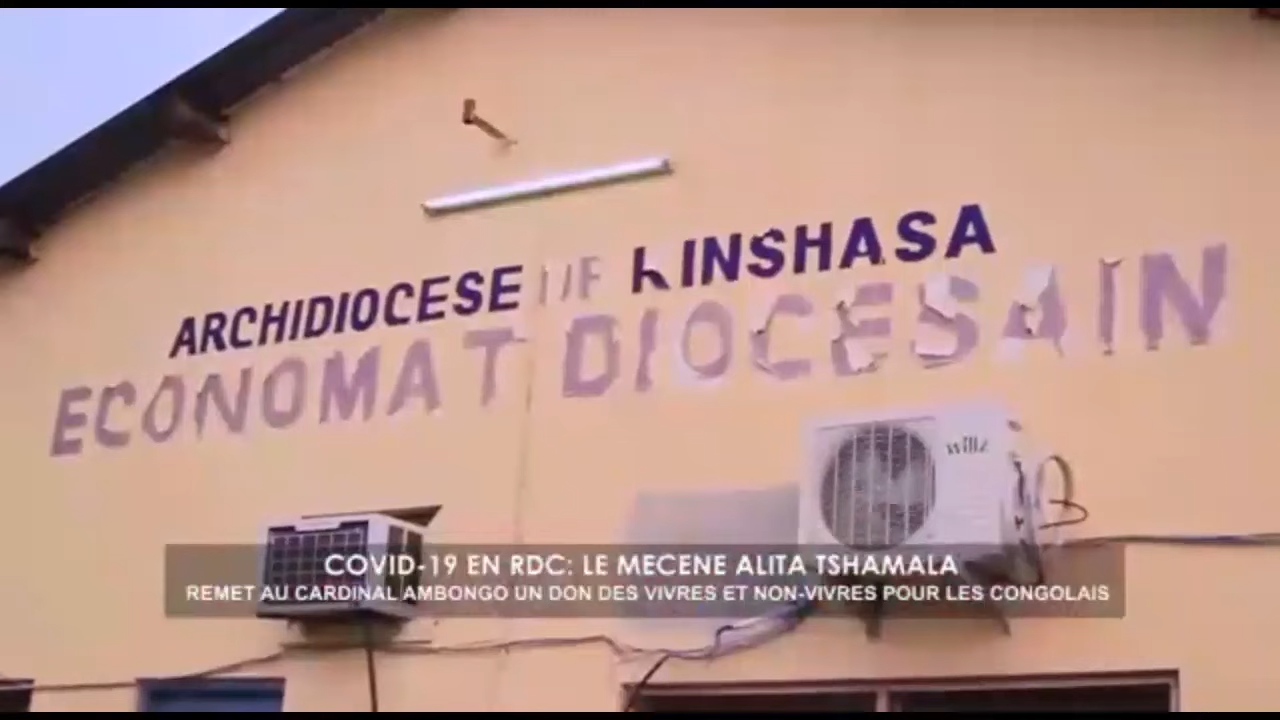 ARCHIDIOCESE DE KINSHASA
ECONOMAT DIOCESAIN
willz
COVID-19 EN RDC: LE MECENE ALITA TSHAMALA
REMET AU CARDINAL AMBONGO UN DON DES VIVRES ET NON-VIVRES POUR LES CONGOLAIS